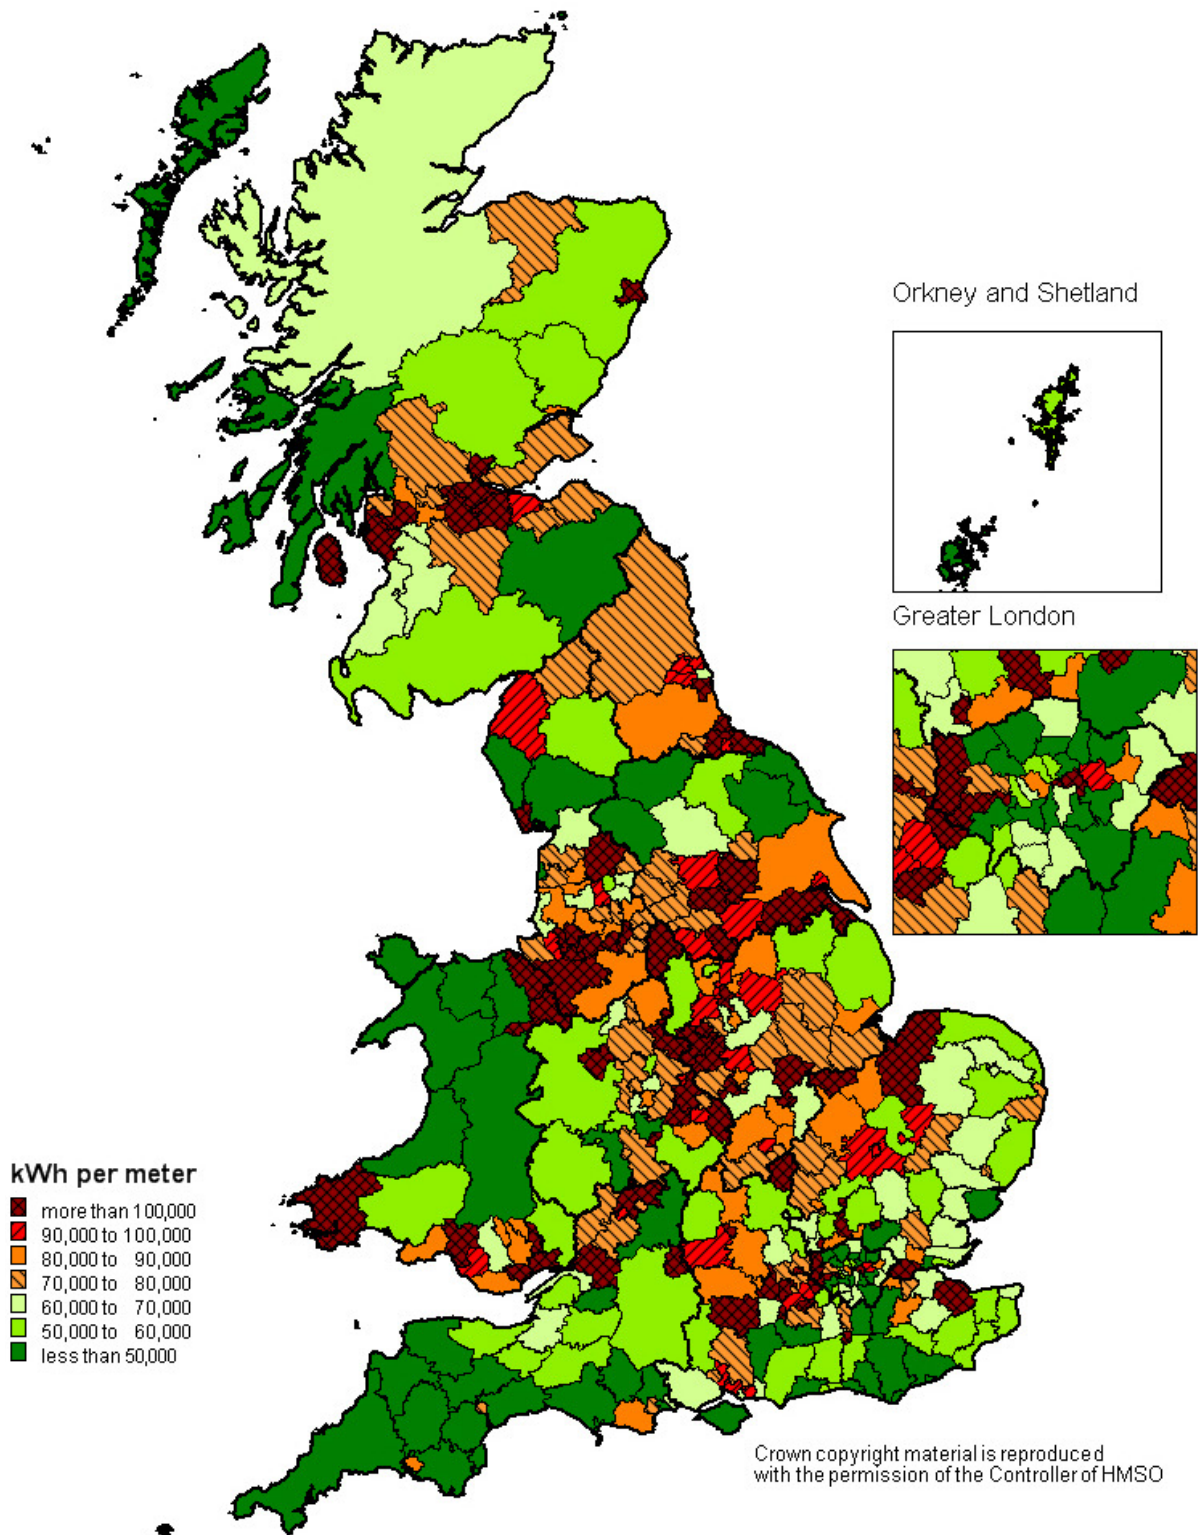 Orkney and Shetland
Greater London
kWh per meter
more than 100,000
90,000 to 100,000
80,000 to 90,000
70,000 to 80,000
60,000 to 70,000
50,000 to 60,000
less than 50,000
Crown copyright material is reproduced
with the permission of the Controller of HMSO